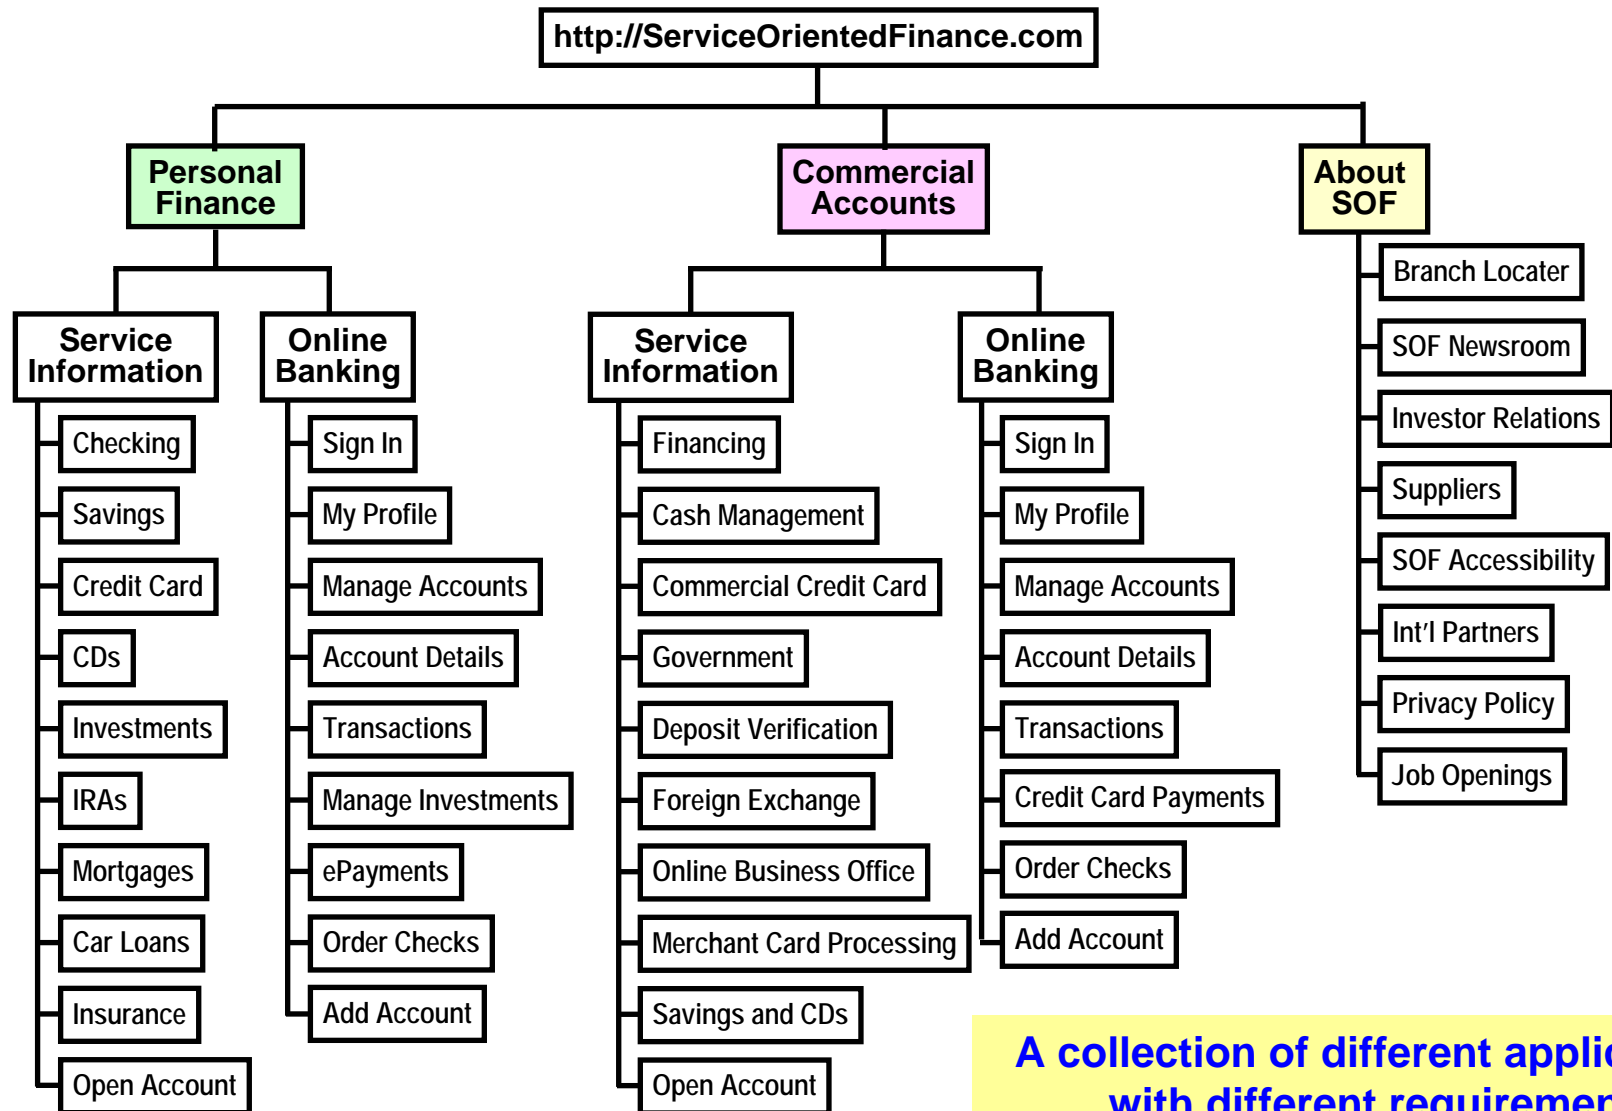 http://ServiceOrientedFinance.com
Personal
Finance
Commercial
Accounts
About
SOF
Service
Information
Checking
Savings
Credit Card
CDs
Investments
IRAs
Mortgages
Car Loans
Insurance
Open Account
Online
Banking
Sign In
My Profile
Manage Accounts
Account Details
Transactions
Manage Investments
ePayments
Order Checks
Add Account
Service
Information
Financing
Cash Management
Commercial Credit Card
Government
Deposit Verification
Foreign Exchange
Online Business Office
Merchant Card Processing
Savings and CDs
Open Account
Online
Banking
Sign In
My Profile
Manage Accounts
Account Details
Transactions
Credit Card Payments
Order Checks
Add Account
Branch Locater
SOF Newsroom
Investor Relations
Suppliers
SOF Accessibility
Int'l Partners
Privacy Policy
Job Openings
A collection of different
with different